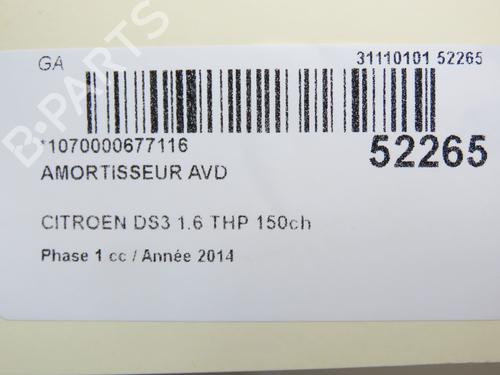 GA
31110101 52265
B-PARTS
*1070000677116
52265
AMORTISSEUR AVD
CITROEN DS3 1.6 THP 150ch
Phase 1 cc / Année 2014